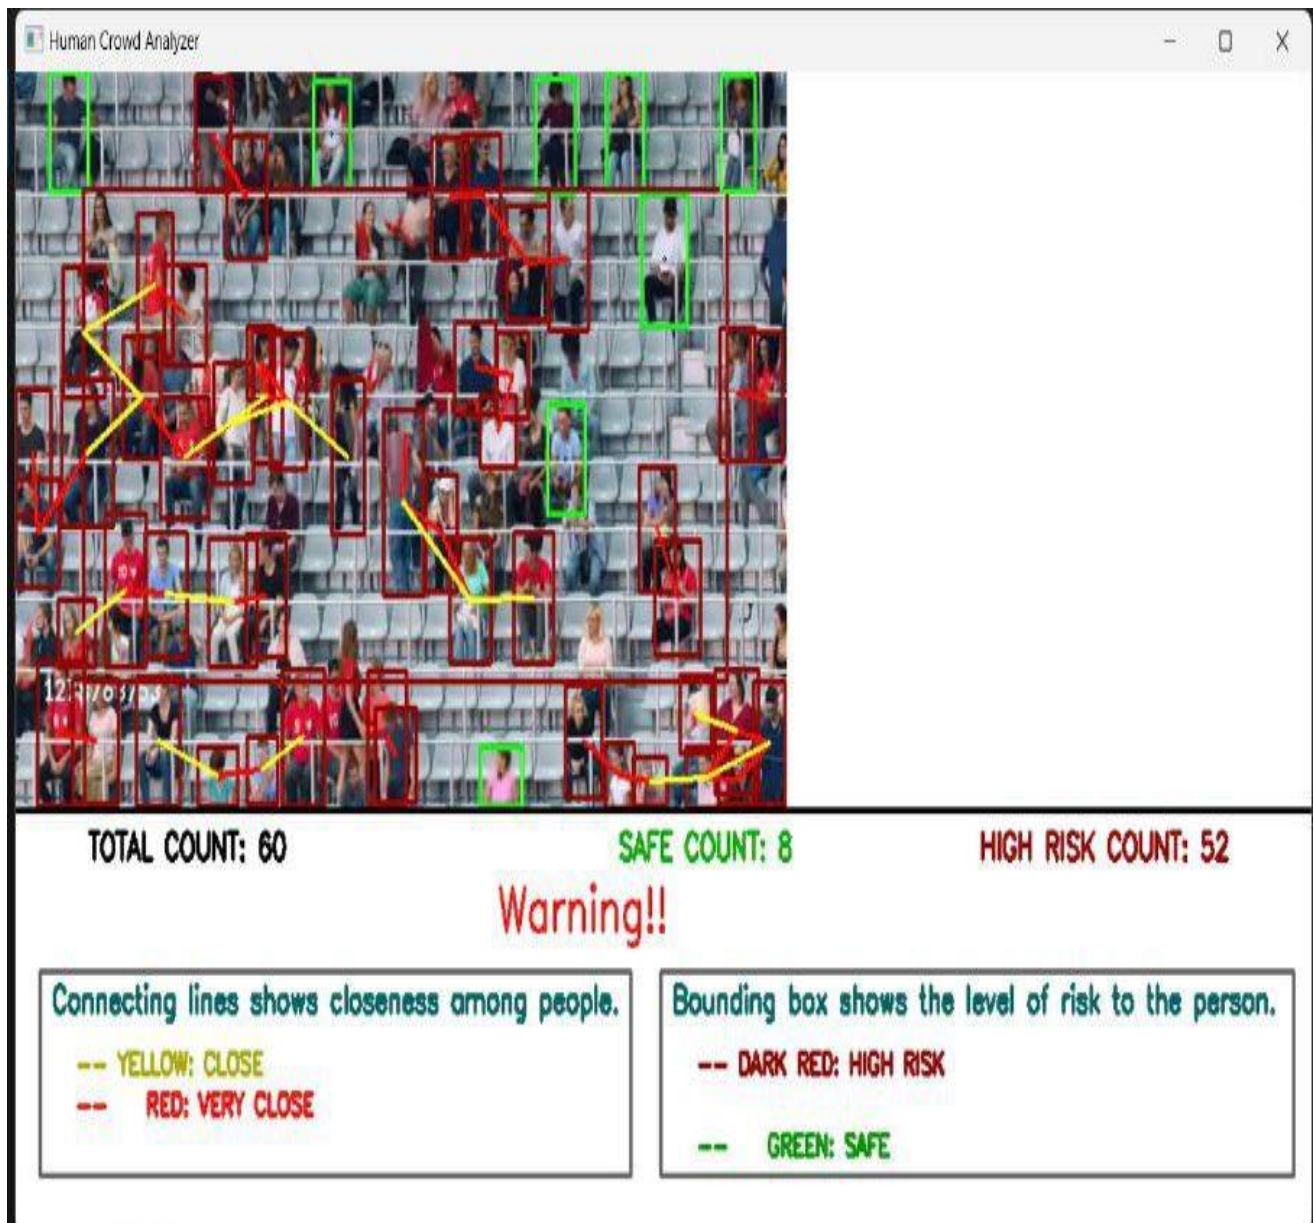 Human Crowd Analyzer
TOTAL COUNT: 60
SAFE COUNT: 8
HIGH RISK COUNT: 52
Warning!!
Connecting lines shows closeness among people.
-- YELLOW: CLOSE
-- RED: VERY CLOSE
Bounding box shows the level of risk to the person.
-- DARK RED: HIGH RISK
-- GREEN: SAFE